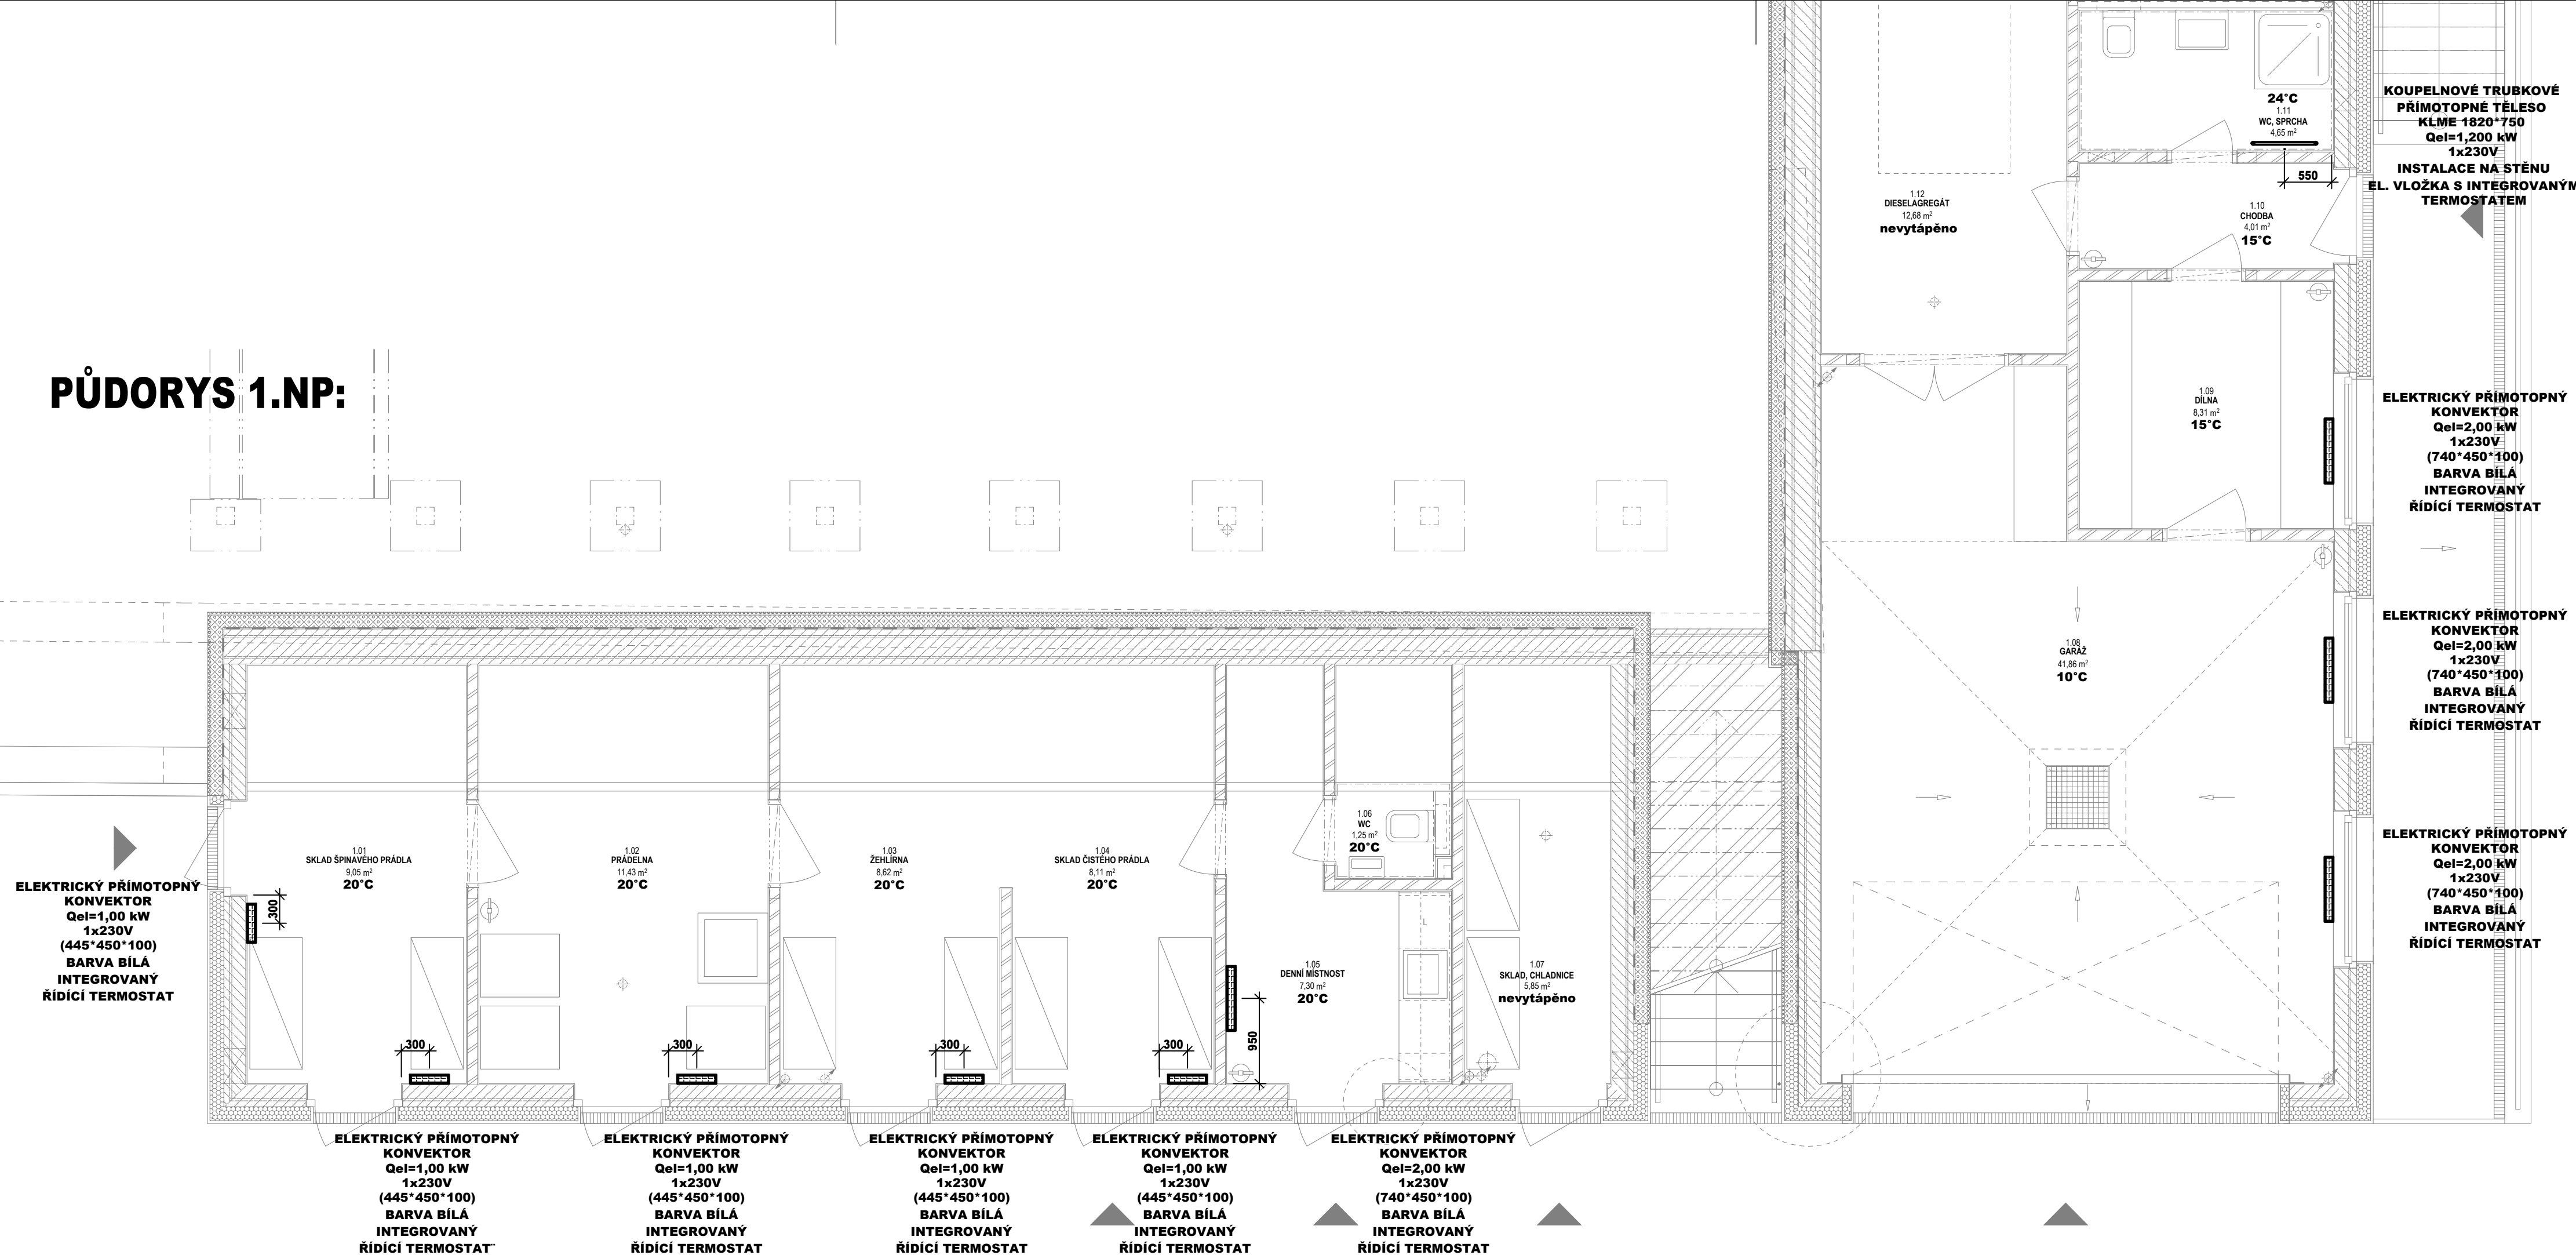 PŮDORYS 1.NP:
24°C
1.11
WC, SPRCHA
4,65 m²
550
KOUPELNOVÉ TRUBKOVÉ
PŘÍMOTOPNÉ TĚLESO
KLME 1820*750
Qel=1,200 kW
1x230V
INSTALACE NA STĚNU
EL. VLOŽKA S INTEGROVANÝM
TERMOSTATEM
1.12
DIESELAGREGÁT
12,68 m²
nevytápěno
1.10
CHODBA
4,01 m²
15°C
1.09
DÍLNA
8,31 m²
15°C
ELEKTRICKÝ PŘÍMOTOPNÝ
KONVEKTOR
Qel=2,00 kW
1x230V
(740*450*100)
BARVA BÍLÁ
INTEGROVANÝ
ŘÍDÍCÍ TERMOSTAT
1.08
GARÁŽ
41,86 m²
10°C
ELEKTRICKÝ PŘÍMOTOPNÝ
KONVEKTOR
Qel=2,00 kW
1x230V
(740*450*100)
BARVA BÍLÁ
INTEGROVANÝ
ŘÍDÍCÍ TERMOSTAT
ELEKTRICKÝ PŘÍMOTOPNÝ
KONVEKTOR
Qel=2,00 kW
1x230V
(740*450*100)
BARVA BÍLÁ
INTEGROVANÝ
ŘÍDÍCÍ TERMOSTAT
ELEKTRICKÝ PŘÍMOTOPNÝ
KONVEKTOR
Qel=1,00 kW
1x230V
(445*450*100)
BARVA BÍLÁ
INTEGROVANÝ
ŘÍDÍCÍ TERMOSTAT
1.01
SKLAD ŠPINAVÉHO PRÁDLA
9,05 m²
20°C
300
1.02
PRÁDELNA
11,43 m²
20°C
1.03
ŽEHLÍRNA
8,62 m²
20°C
1.04
SKLAD ČISTÉHO PRÁDLA
8,11 m²
20°C
1.06
WC
1,25 m²
20°C
1.05
DENNÍ MÍSTNOST
7,30 m²
20°C
L
1.07
SKLAD, CHLADNICE
5,85 m²
nevytápěno
300
300
300
300
950
ELEKTRICKÝ PŘÍMOTOPNÝ
KONVEKTOR
Qel=1,00 kW
1x230V
(445*450*100)
BARVA BÍLÁ
INTEGROVANÝ
ŘÍDÍCÍ TERMOSTAT¨
ELEKTRICKÝ PŘÍMOTOPNÝ
KONVEKTOR
Qel=1,00 kW
1x230V
(445*450*100)
BARVA BÍLÁ
INTEGROVANÝ
ŘÍDÍCÍ TERMOSTAT
ELEKTRICKÝ PŘÍMOTOPNÝ
KONVEKTOR
Qel=1,00 kW
1x230V
(445*450*100)
BARVA BÍLÁ
INTEGROVANÝ
ŘÍDÍCÍ TERMOSTAT
ELEKTRICKÝ PŘÍMOTOPNÝ
KONVEKTOR
Qel=1,00 kW
1x230V
(445*450*100)
BARVA BÍLÁ
INTEGROVANÝ
ŘÍDÍCÍ TERMOSTAT
ELEKTRICKÝ PŘÍMOTOPNÝ
KONVEKTOR
Qel=2,00 kW
1x230V
(740*450*100)
BARVA BÍLÁ
INTEGROVANÝ
ŘÍDÍCÍ TERMOSTAT